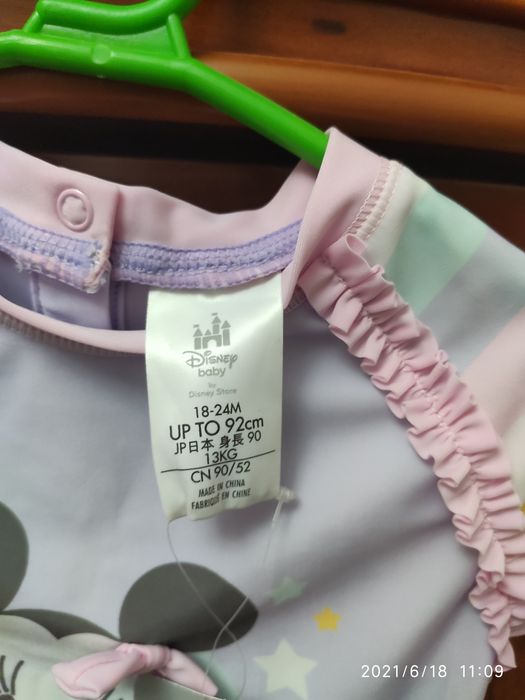 Disney
baby
by
Disney Store
18-24M
UP TO 92cm
JP日本 身長 90
13KG
CN 90/52
MADE IN CHINA
FABRIQUÉ EN CHINE
2021/6/18 11:09